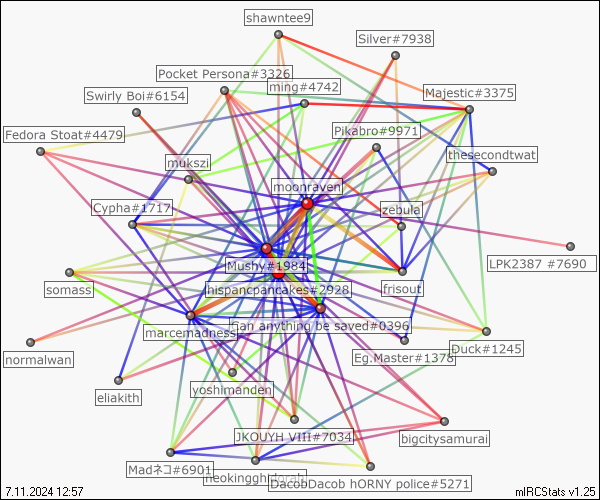 shawntee9
Silver#7938
Pocket Persona#3326
ming#4742
Swirly Boi#6154
Majestic#3375
Fedora Stoat#4479
Pikabro#9971
mukszi
thesecondtwat
moonraven
Cypha#1717
zebula
Mushy#1984
LPK2387 #7690
somass
hispancpancakes#2928
frisout
marcemadness
Can anything be saved#0396
normalwan
Eg.Master#1378
Duck#1245
eliakith
yoshimanden
JKOUYH VIII#7034
bigcitysamurai
Madネコ#6901
neokingghidorah
DacobDacob hORNY police#5271
7.11.2024 12:57
mIRCStats v1.25